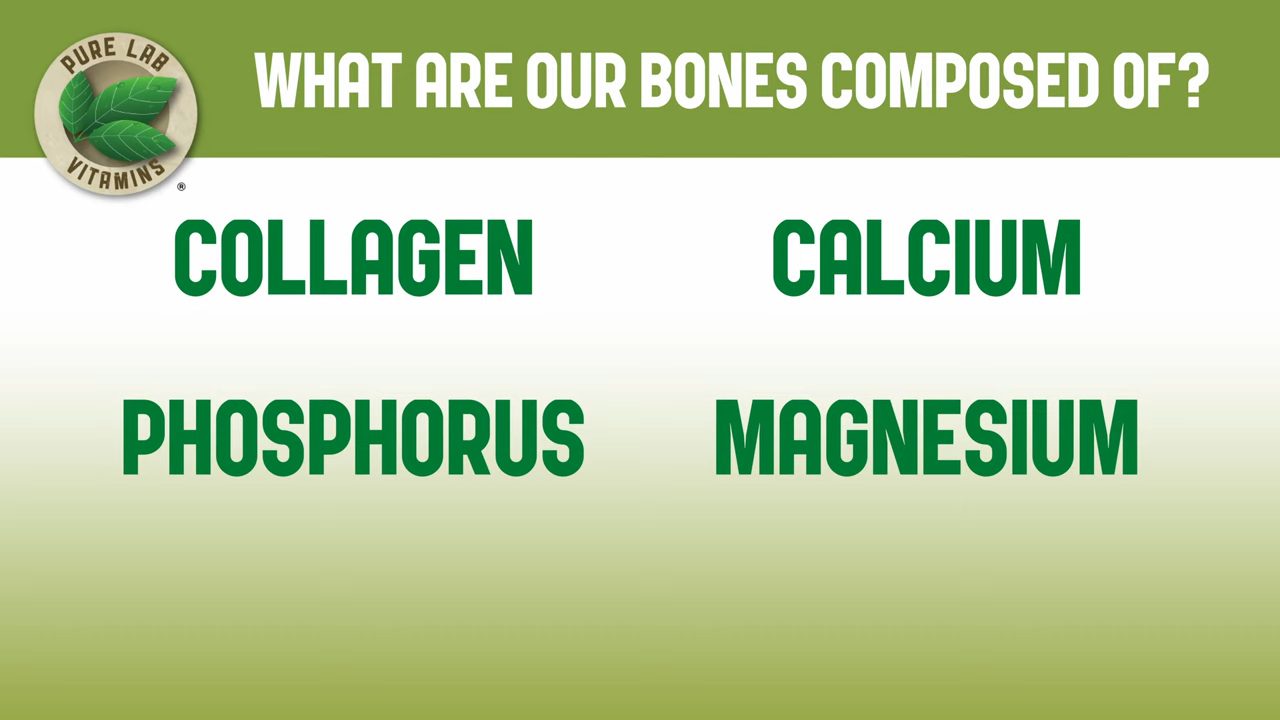 PURE LAB
VITAMINS
®
WHAT ARE OUR BONES COMPOSED OF?
COLLAGEN
CALCIUM
PHOSPHORUS
MAGNESIUM